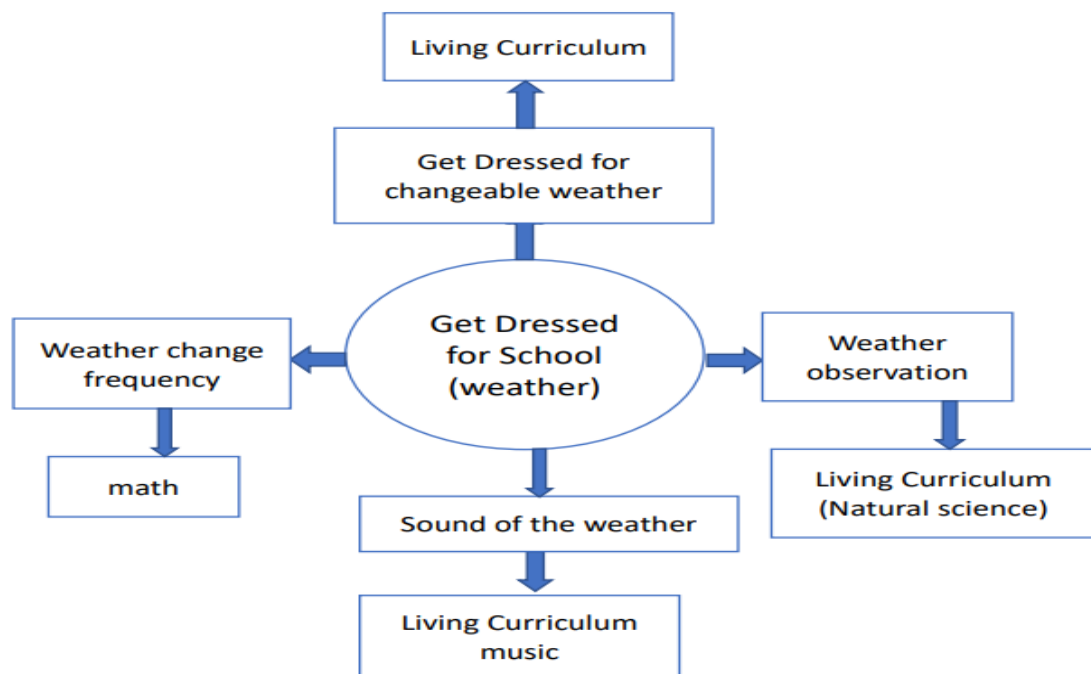 Living Curriculum
Get Dressed for
changeable weather
Get Dressed
for School
(weather)
Weather change
frequency
math
Weather
observation
Living Curriculum
(Natural science)
Sound of the weather
Living Curriculum
music